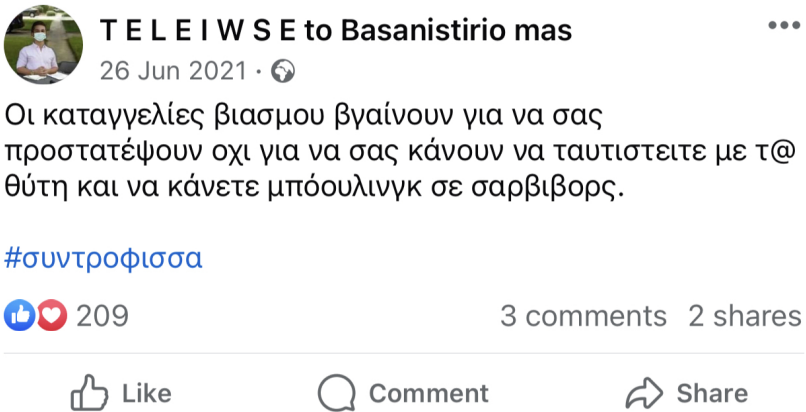 T E L E I W S E to Basanistirio mas
26 Jun 2021 ·
Οι καταγγελίες βιασμου βγαίνουν για να σας
προστατέψουν οχι για να σας κάνουν να ταυτιστειτε με τ@
θύτη και να κάνετε μπόουλινγκ σε σαρβιβορς.
#συντροφισσα
209
3 comments 2 shares
Like Comment Share